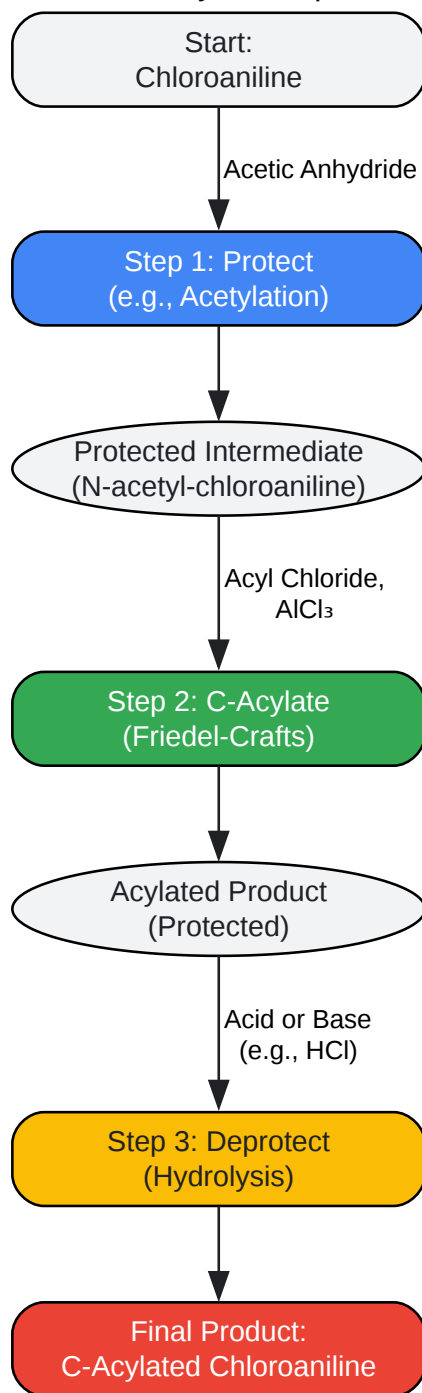 Start:
Chloroaniline
Acetic Anhydride
Step 1: Protect
(e.g., Acetylation)
Protected Intermediate
(N-acetyl-chloroaniline)
Acyl Chloride,
AlCl₃
Step 2: C-Acylate
(Friedel-Crafts)
Acylated Product
(Protected)
Acid or Base
(e.g., HCl)
Step 3: Deprotect
(Hydrolysis)
Final Product:
C-Acylated Chloroaniline